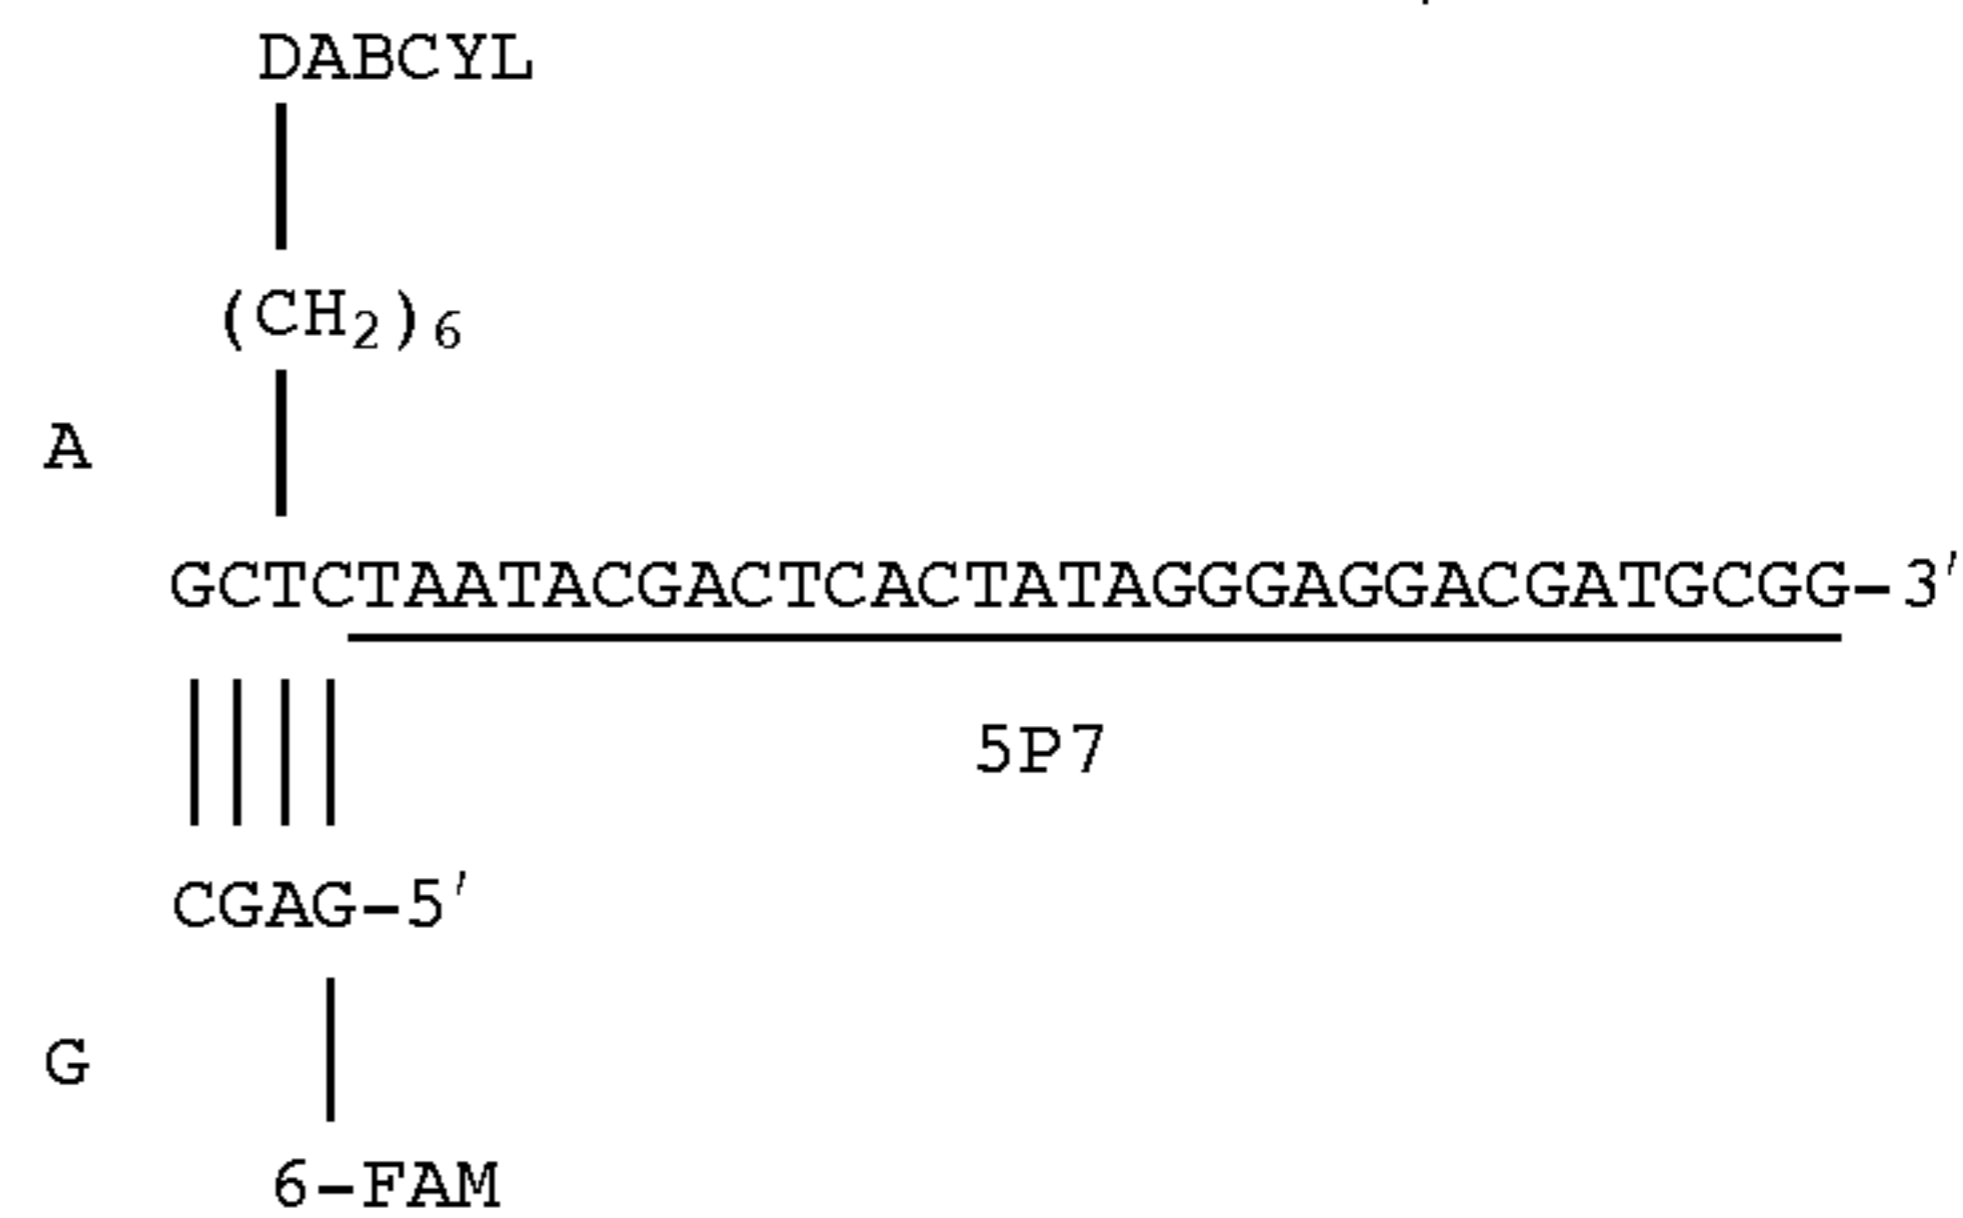 DABCYL
(CH₂)₆
A
GCTCTAATACGACTCACTATAGGGAGGACGATGCGG-3′
5P7
CGAG-5′
G
6-FAM